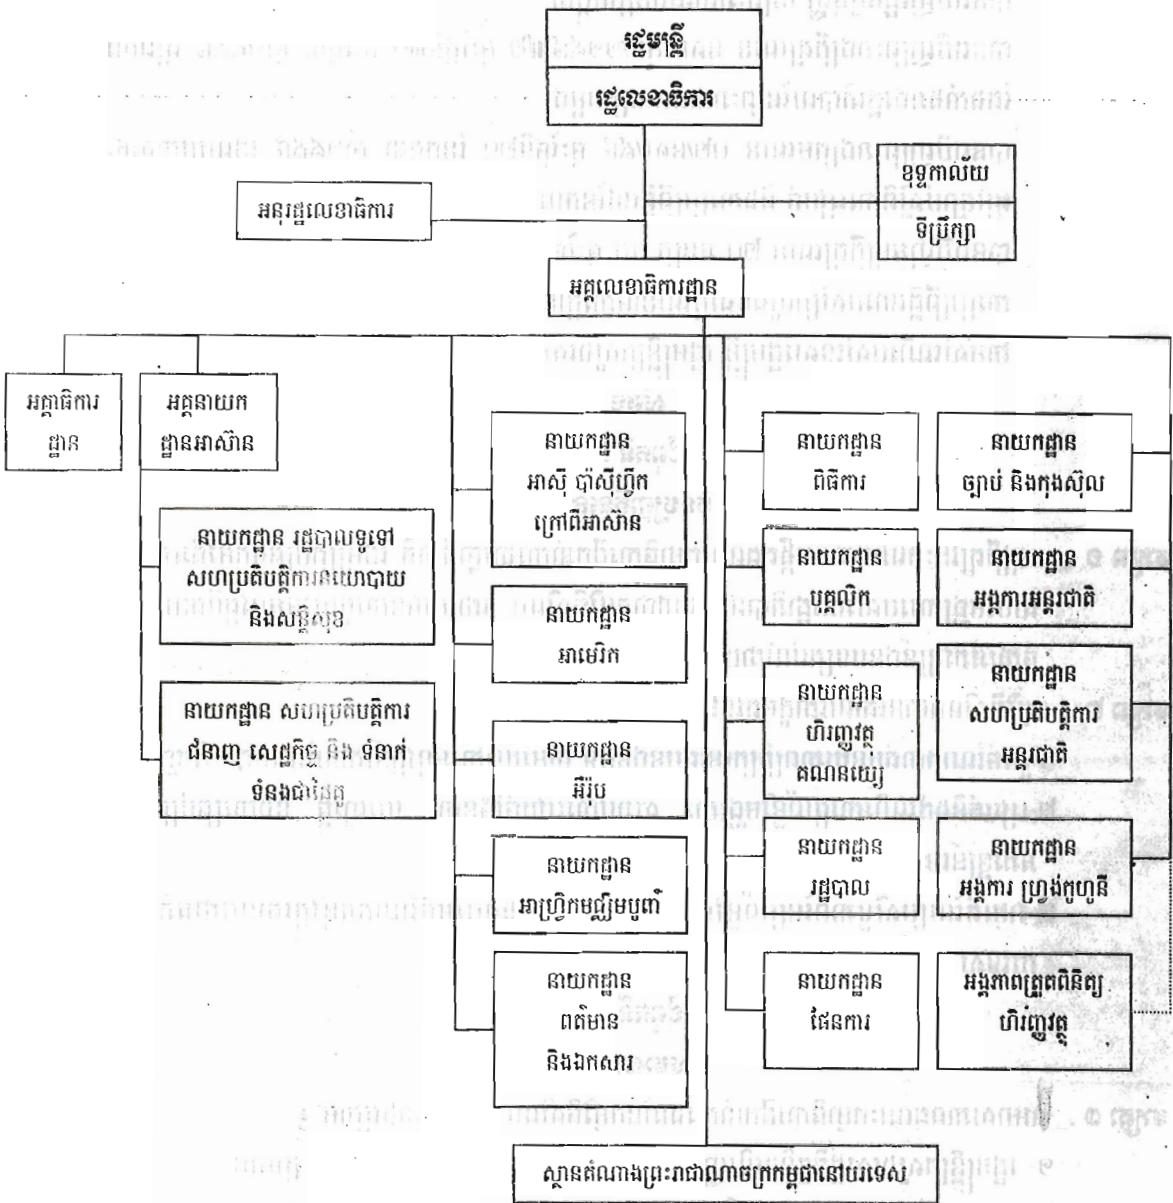 រដ្ឋមន្ត្រី
រដ្ឋលេខាធិការ
ខុទ្ទកាល័យ
ទីប្រឹក្សា
អនុរដ្ឋលេខាធិការ
អគ្គលេខាធិការដ្ឋាន
អគ្គាធិការ
ដ្ឋាន
អគ្គនាយក
ដ្ឋានអាស៊ាន
នាយកដ្ឋាន រដ្ឋបាលទូទៅ
សហប្រតិបត្តិការនយោបាយ
និងសន្តិសុខ
នាយកដ្ឋាន សហប្រតិបត្តិការ
ជំនាញ សេដ្ឋកិច្ច និង ទំនាក់
ទំនងជាដៃគូ
នាយកដ្ឋាន
អាស៊ី ប៉ាស៊ីហ្វិក
ក្រៅពីអាស៊ាន
នាយកដ្ឋាន
អាមេរិក
នាយកដ្ឋាន
អឺរ៉ុប
នាយកដ្ឋាន
អាហ្វ្រិកមជ្ឈឹមបូពា៌
នាយកដ្ឋាន
ពត៌មាន
និងឯកសារ
នាយកដ្ឋាន
ពិធីការ
នាយកដ្ឋាន
បុគ្គលិក
នាយកដ្ឋាន
ហិរញ្ញវត្ថុ
គណនេយ្យ
នាយកដ្ឋាន
រដ្ឋបាល
នាយកដ្ឋាន
ផែនការ
នាយកដ្ឋាន
ច្បាប់ និងកុងស៊ុល
នាយកដ្ឋាន
អង្គការអន្តរជាតិ
នាយកដ្ឋាន
សហប្រតិបត្តិការ
អន្តរជាតិ
នាយកដ្ឋាន
អង្គការ ហ្វ្រង់កូហូនី
អង្គភាពត្រួតពិនិត្យ
ហិរញ្ញវត្ថុ
ស្ថានតំណាងព្រះរាជាណាចក្រកម្ពុជានៅបរទេស